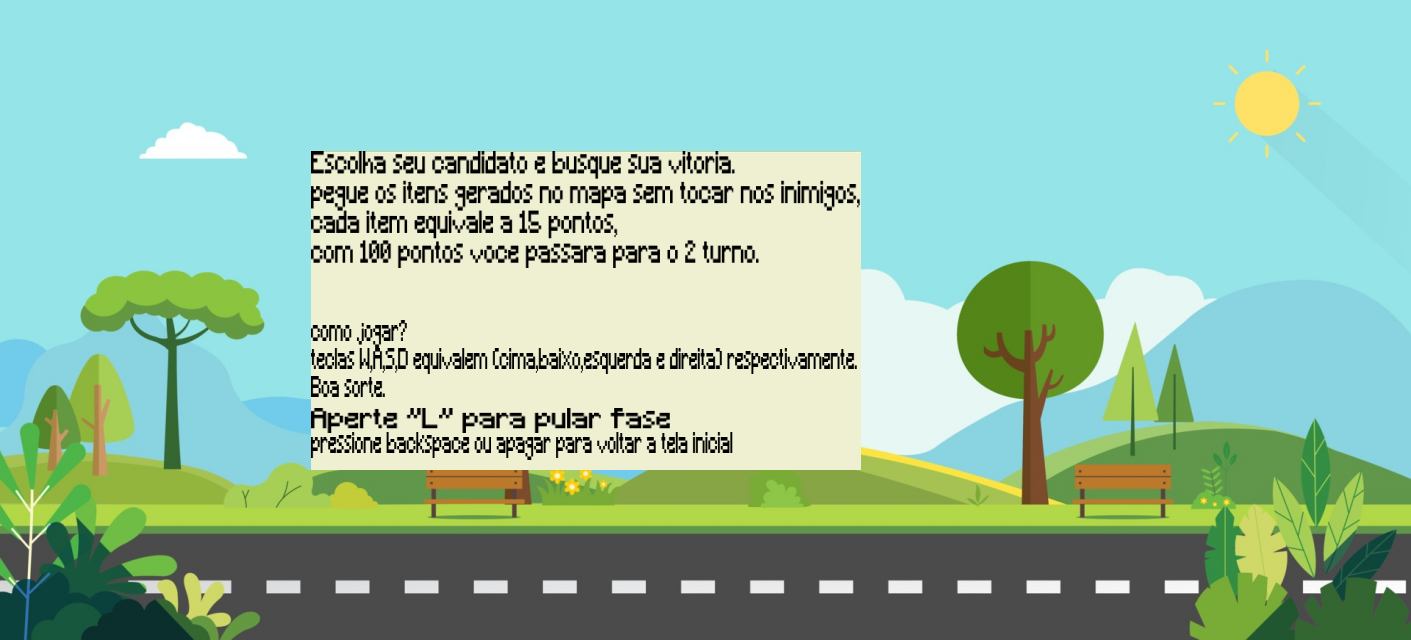 Escolha seu candidato e busque sua vitoria.
pegue os itens gerados no mapa sem tocar nos inimigos,
cada item equivale a 15 pontos,
com 100 pontos voce passara para o 2 turno.
como jogar?
teclas W,A,S,D equivalem (cima,baixo,esquerda e direita) respectivamente.
Boa sorte.
Aperte "L" para pular fase
pressione backspace ou apagar para voltar a tela inicial